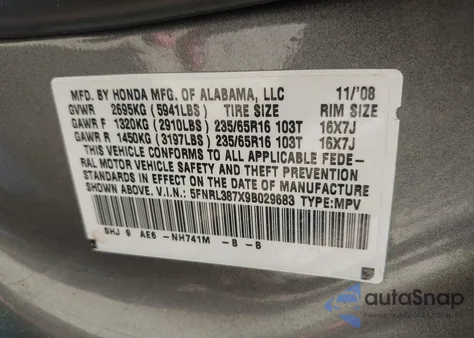 MFD. BY HONDA MFG. OF ALABAMA, LLC 11/'08
GVWR 2695KG (5941LBS) TIRE SIZE RIM SIZE
GAWR F 1320KG (2910LBS) 235/65R16 103T 16X7J
GAWR R 1450KG (3197LBS) 235/65R16 103T 16X7J
THIS VEHICLE CONFORMS TO ALL APPLICABLE FEDE-
RAL MOTOR VEHICLE SAFETY AND THEFT PREVENTION
STANDARDS IN EFFECT ON THE DATE OF MANUFACTURE
SHOWN ABOVE. V.I.N.: 5FNRL387X9B029683 TYPE:MPV
SHJ 9 AE6 -NH741M -B -B
autoSnap